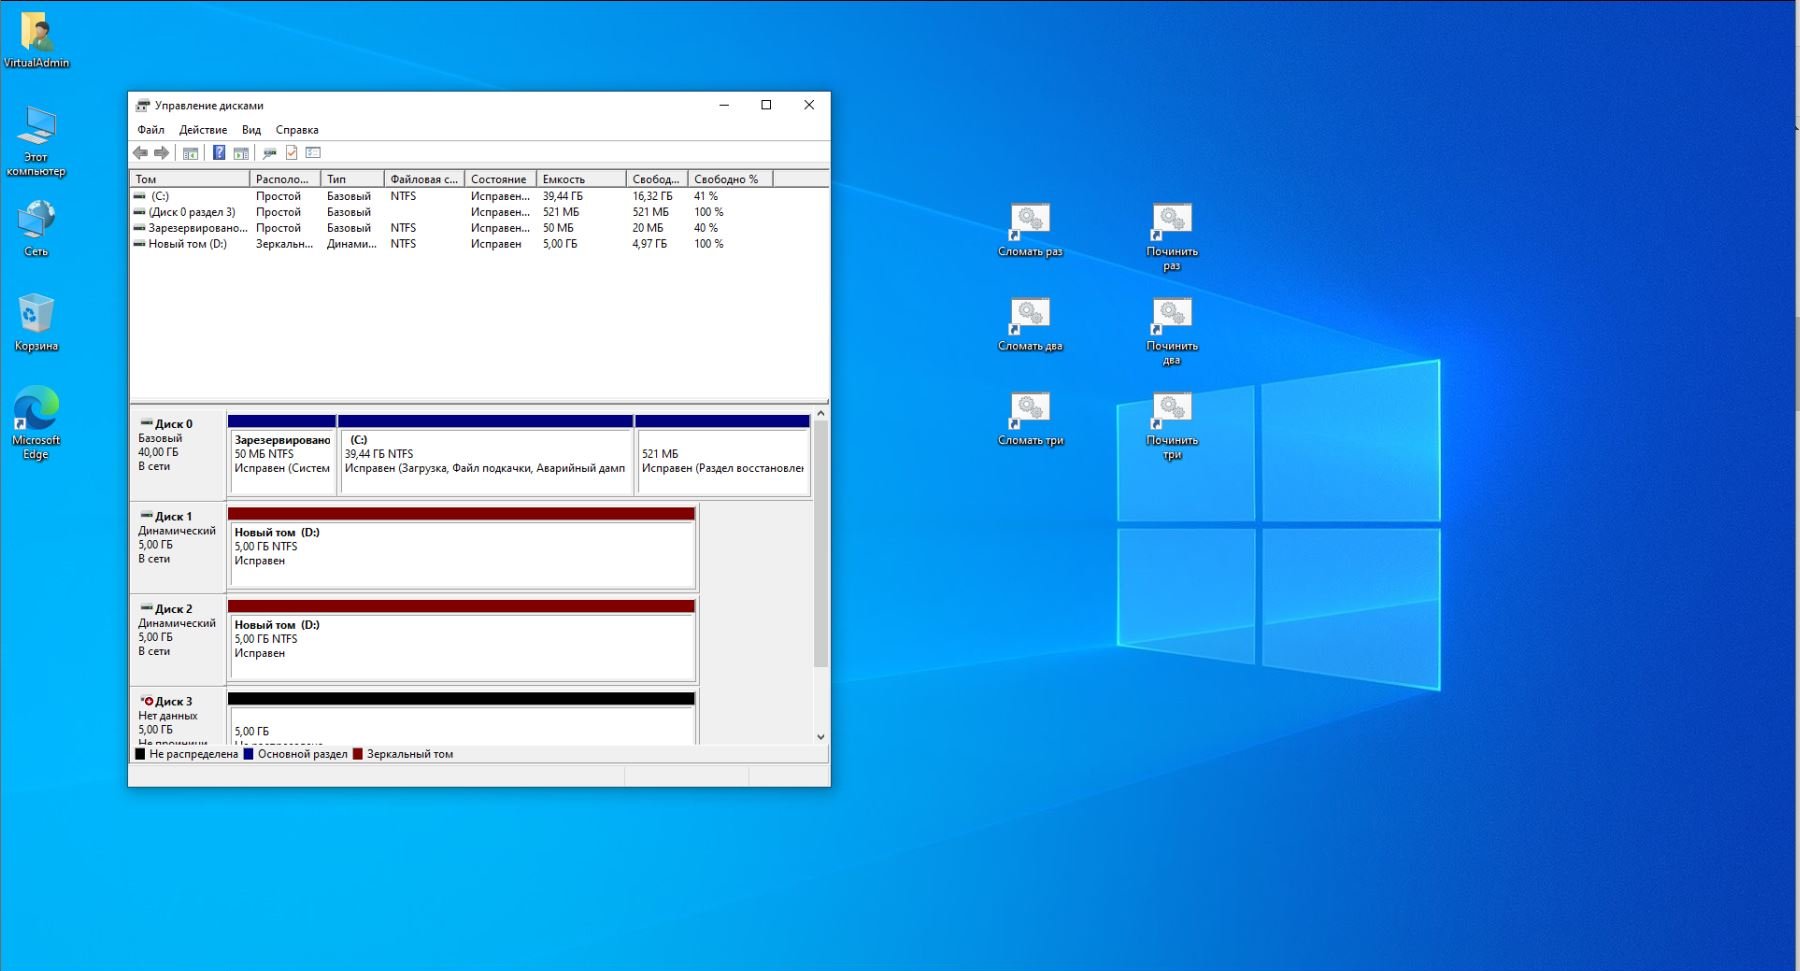 VirtualAdmin
Этот
компьютер
Сеть
Корзина
Microsoft
Edge
Управление дисками
Файл Действие Вид Справка
Том Располо... Тип Файловая с... Состояние Емкость Свобод... Свободно %
(C:) Простой Базовый NTFS Исправен... 39,44 ГБ 16,32 ГБ 41 %
(Диск 0 раздел 3) Простой Базовый Исправен... 521 МБ 521 МБ 100 %
Зарезервировано... Простой Базовый NTFS Исправен... 50 МБ 20 МБ 40 %
Новый том (D:) Зеркальн... Динами... NTFS Исправен 5,00 ГБ 4,97 ГБ 100 %
Диск 0
Базовый
40,00 ГБ
В сети
Зарезервировано
50 МБ NTFS
Исправен (Систем
(C:)
39,44 ГБ NTFS
Исправен (Загрузка, Файл подкачки, Аварийный дамп
521 МБ
Исправен (Раздел восстановлен
Диск 1
Динамический
5,00 ГБ
В сети
Новый том (D:)
5,00 ГБ NTFS
Исправен
Диск 2
Динамический
5,00 ГБ
В сети
Новый том (D:)
5,00 ГБ NTFS
Исправен
Диск 3
Нет данных
5,00 ГБ
5,00 ГБ
Не распределена Основной раздел Зеркальный том
Сломать раз
Починить
раз
Сломать два
Починить
два
Сломать три
Починить
три